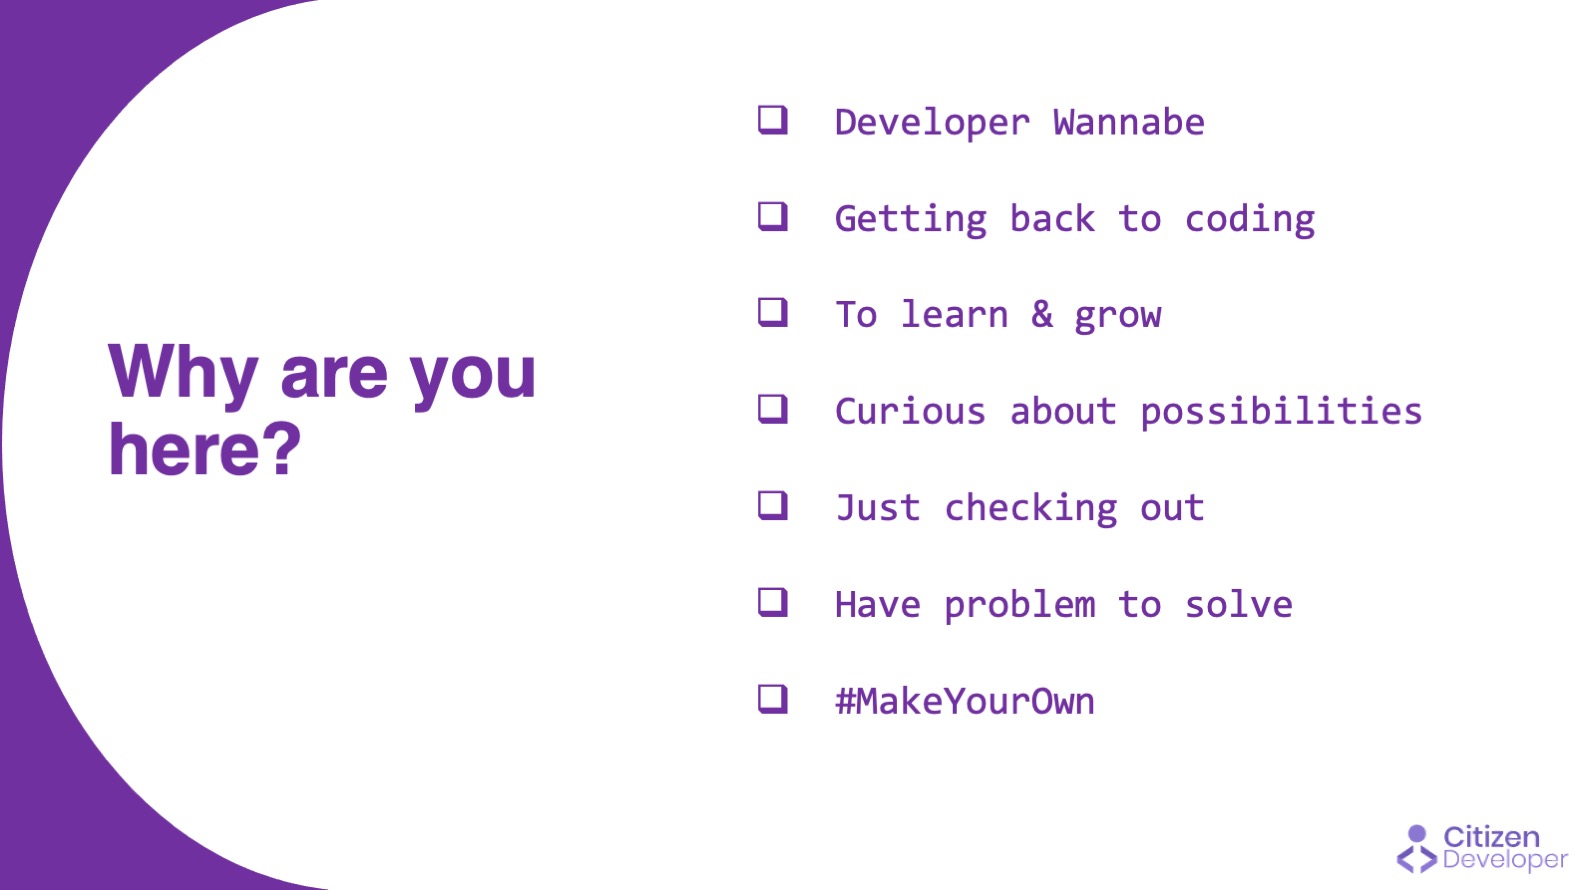 Why are you
here?
Developer Wannabe
Getting back to coding
To learn & grow
Curious about possibilities
Just checking out
Have problem to solve
#MakeYourOwn
Citizen
Developer